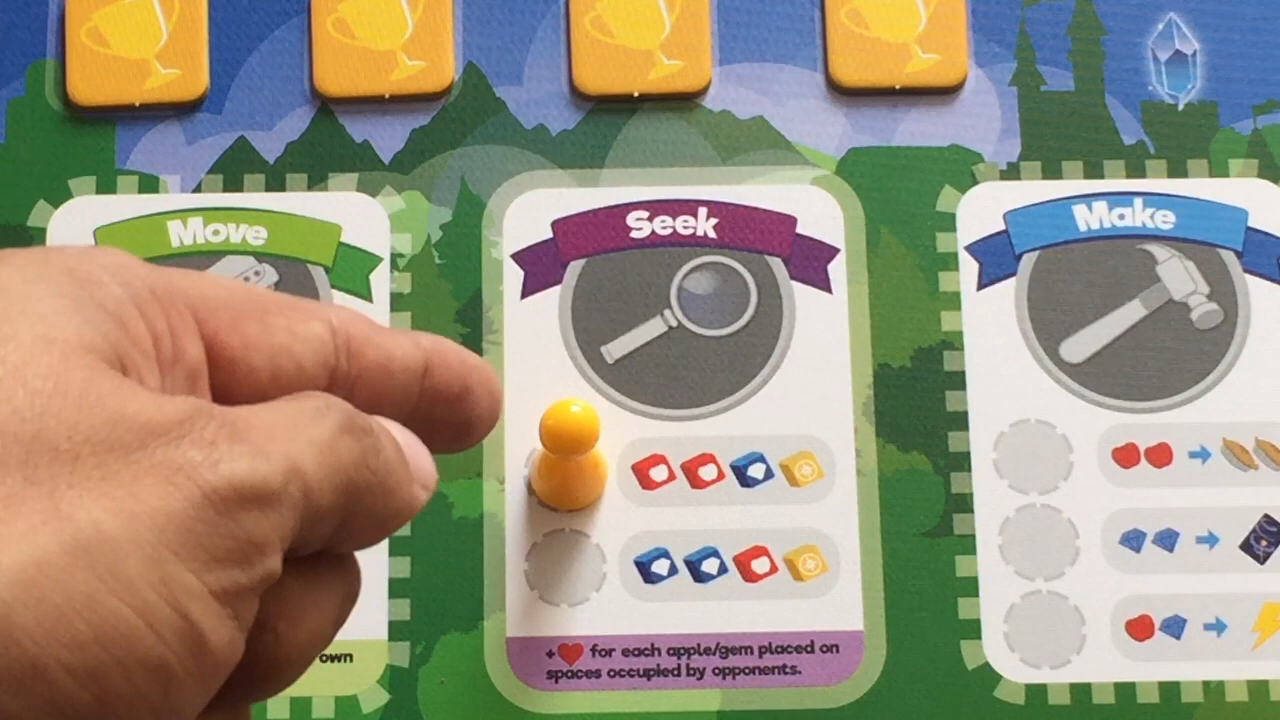 Move
Seek
Make
own
+ for each apple/gem placed on
spaces occupied by opponents.